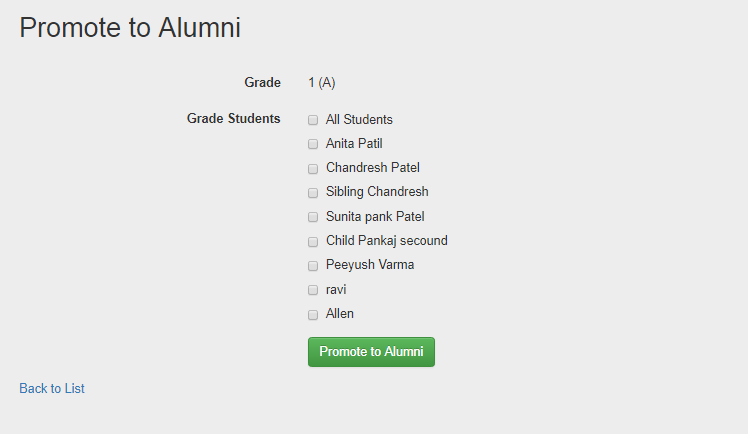 Promote to Alumni
Grade 1 (A)
Grade Students All Students
Anita Patil
Chandresh Patel
Sibling Chandresh
Sunita pank Patel
Child Pankaj secound
Peeyush Varma
ravi
Allen
Promote to Alumni
Back to List